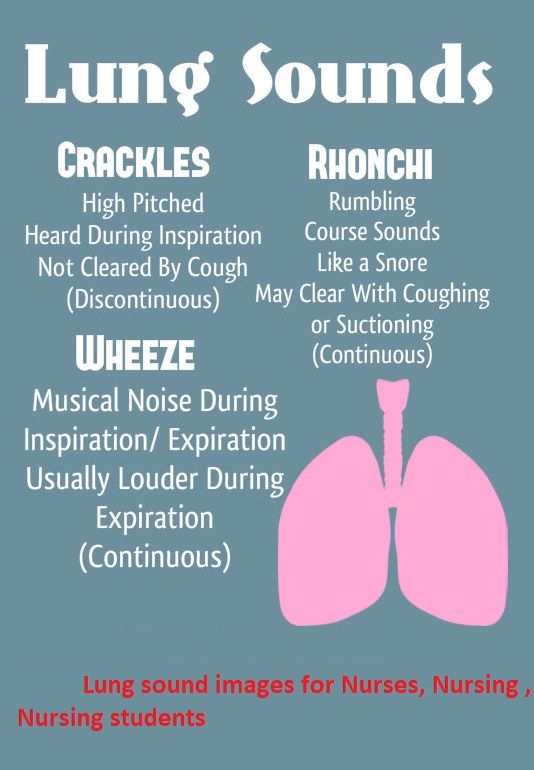 Lung Sounds
CRACKLES
High Pitched
Heard During Inspiration
Not Cleared By Cough
(Discontinuous)
RHONCHI
Rumbling
Course Sounds
Like a Snore
May Clear With Coughing
or Suctioning
(Continuous)
WHEEZE
Musical Noise During
Inspiration/ Expiration
Usually Louder During
Expiration
(Continuous)
Lung sound images for Nurses, Nursing ,
Nursing students